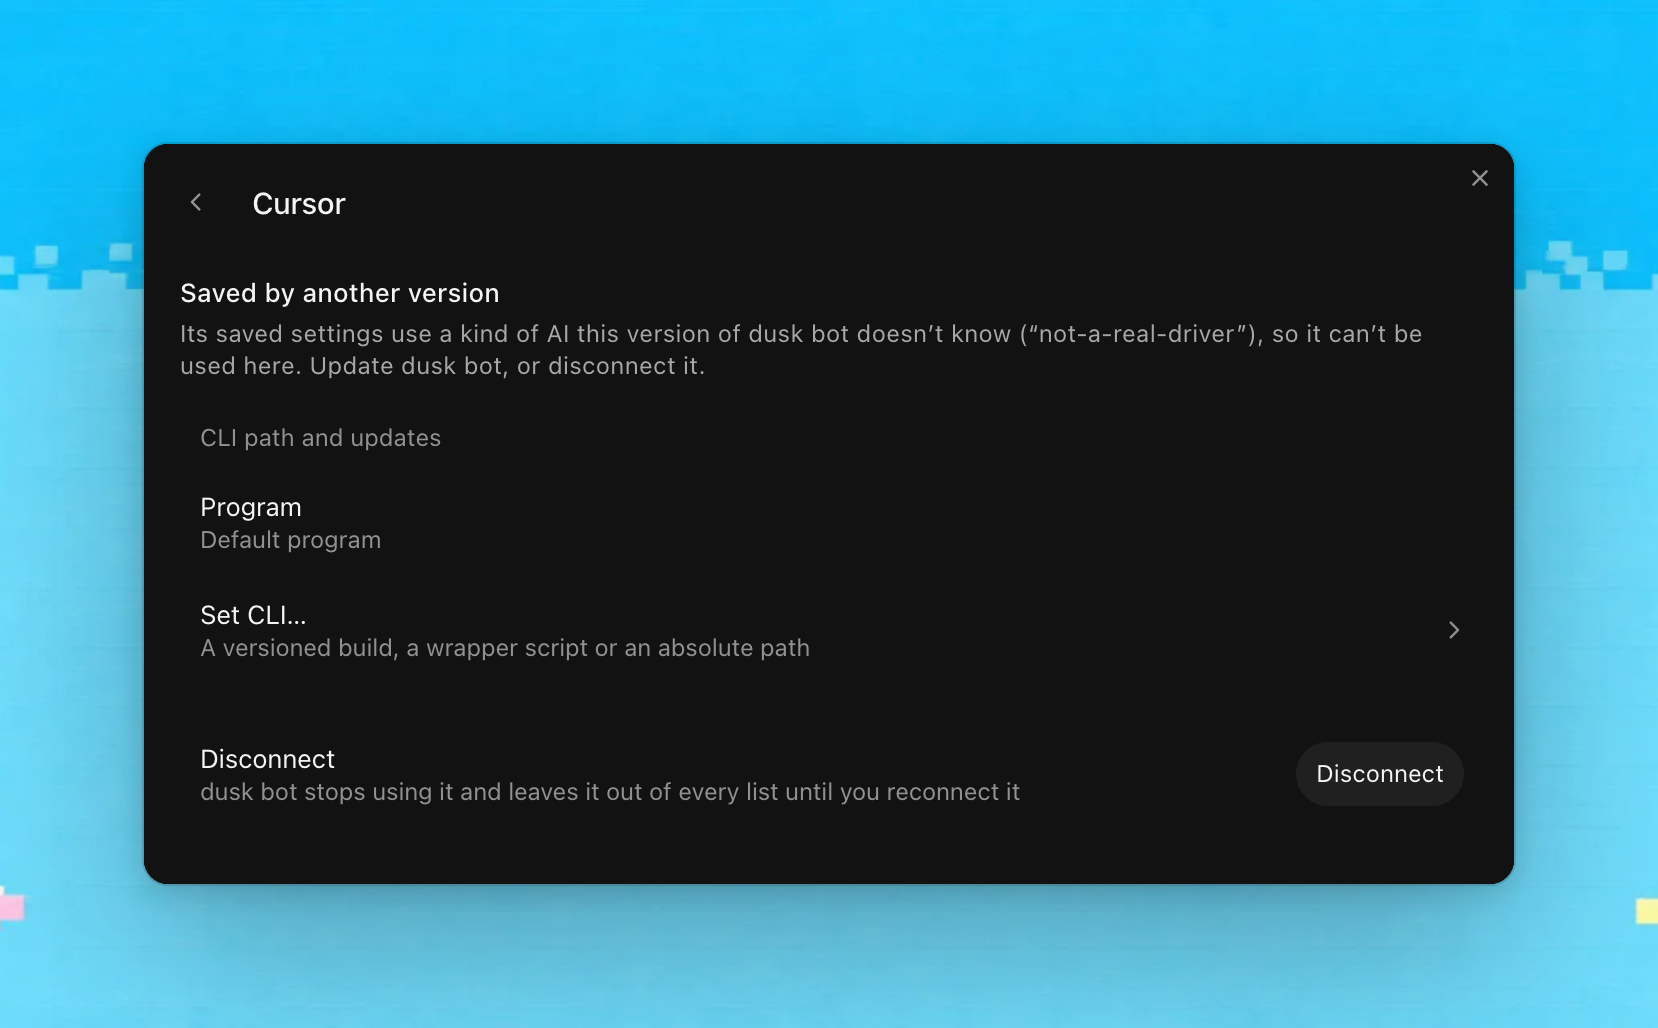 Cursor
Saved by another version
Its saved settings use a kind of AI this version of dusk bot doesn’t know (“not-a-real-driver”), so it can’t be
used here. Update dusk bot, or disconnect it.
CLI path and updates
Program
Default program
Set CLI...
A versioned build, a wrapper script or an absolute path
Disconnect
dusk bot stops using it and leaves it out of every list until you reconnect it
Disconnect